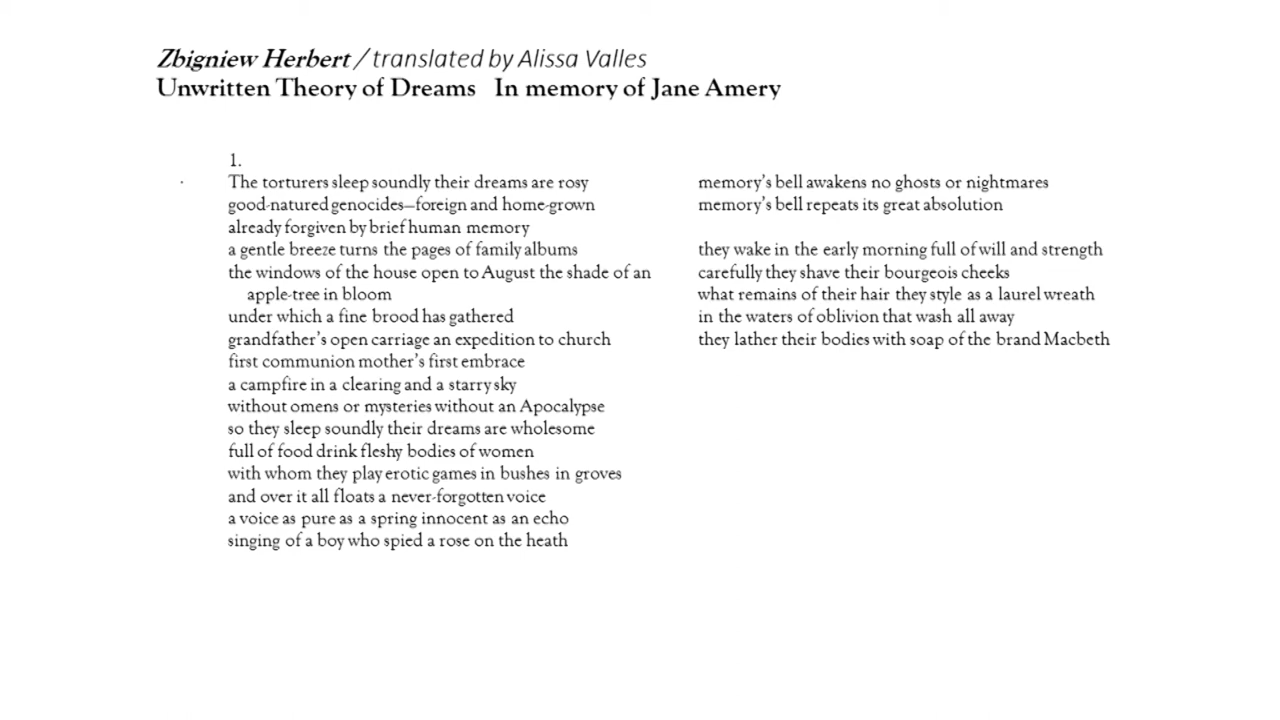 Zbigniew Herbert / translated by Alissa Valles
Unwritten Theory of Dreams In memory of Jane Amery
1.
The torturers sleep soundly their dreams are rosy
good-natured genocides—foreign and home-grown
already forgiven by brief human memory
a gentle breeze turns the pages of family albums
the windows of the house open to August the shade of an
apple-tree in bloom
under which a fine brood has gathered
grandfather's open carriage an expedition to church
first communion mother's first embrace
a campfire in a clearing and a starry sky
without omens or mysteries without an Apocalypse
so they sleep soundly their dreams are wholesome
full of food drink fleshy bodies of women
with whom they play erotic games in bushes in groves
and over it all floats a never-forgotten voice
a voice as pure as a spring innocent as an echo
singing of a boy who spied a rose on the heath
memory's bell awakens no ghosts or nightmares
memory's bell repeats its great absolution
they wake in the early morning full of will and strength
carefully they shave their bourgeois cheeks
what remains of their hair they style as a laurel wreath
in the waters of oblivion that wash all away
they lather their bodies with soap of the brand Macbeth